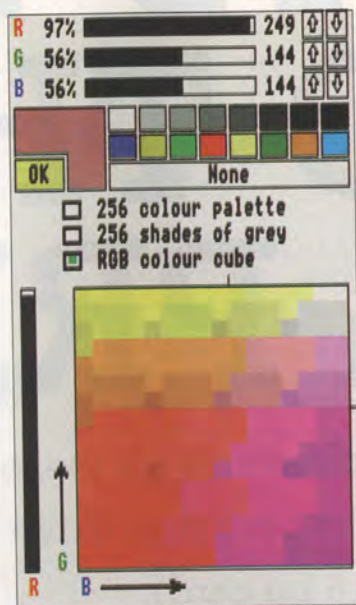 R 97% 249
G 56% 144
B 56% 144
OK None
256 colour palette
256 shades of grey
RGB colour cube
G
R B